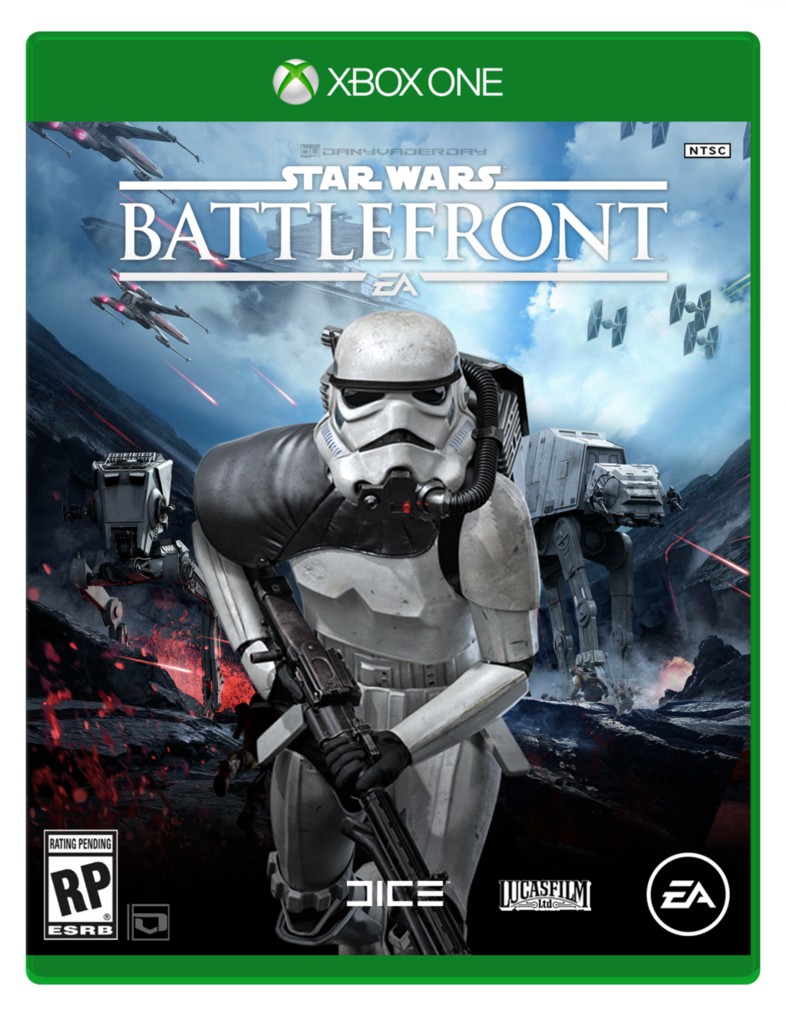 XBOX ONE
NTSC
DANYVADERDAY
STAR WARS
BATTLEFRONT
EA
RATING PENDING
RP
ESRB
DICE
LUCASFILM
Ltd
EA